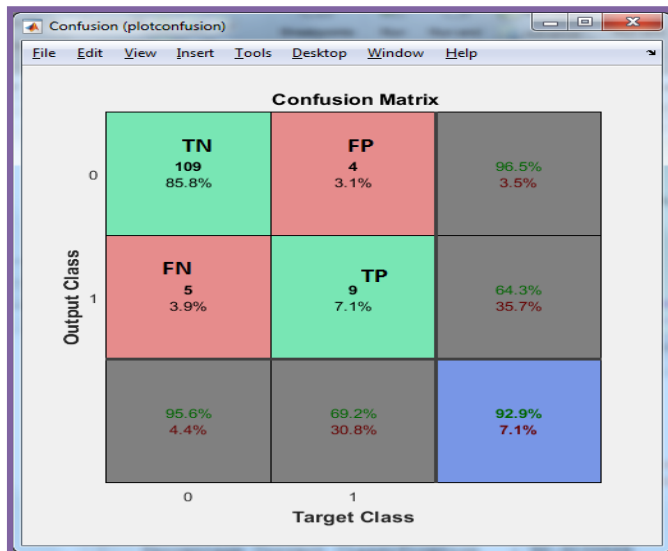 Confusion (plotconfusion)
File Edit View Insert Tools Desktop Window Help
Confusion Matrix
TN FP
109 4 96.5%
85.8% 3.1% 3.5%
0
FN TP
5 9 64.3%
3.9% 7.1% 35.7%
1
Output Class
95.6% 69.2% 92.9%
4.4% 30.8% 7.1%
0 1
Target Class